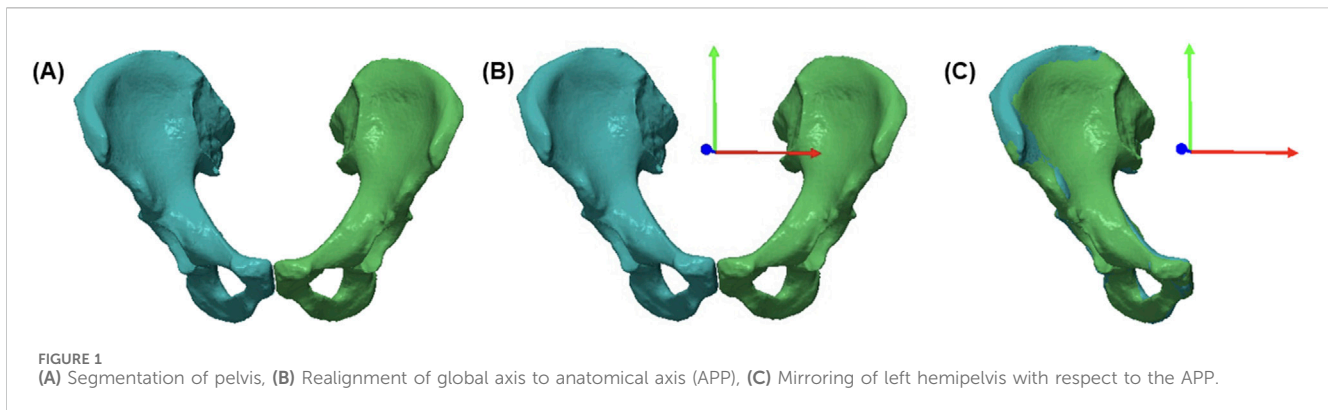 (A)
(B)
(C)
FIGURE 1
(A) Segmentation of pelvis, (B) Realignment of global axis to anatomical axis (APP), (C) Mirroring of left hemipelvis with respect to the APP.